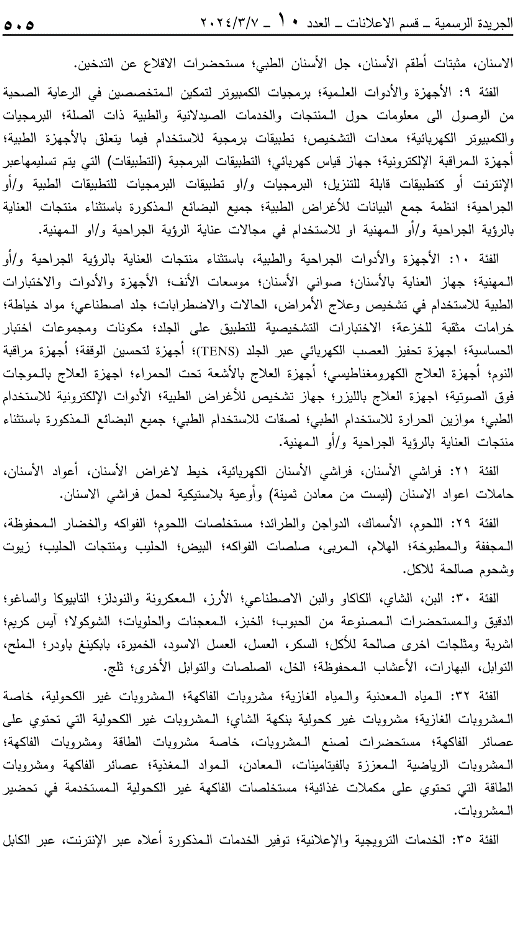 الجريدة الرسمية ــ قسم الاعلانات ــ العدد ١٠ ــ ٢٠٢٤/٣/٧
٥٠٥
الاسنان، مثبتات أطقم الأسنان، جل الأسنان الطبي؛ مستحضرات الاقلاع عن التدخين.
الفئة ٩: الأجهزة والأدوات العلمية؛ برمجيات الكمبيوتر لتمكين المتخصصين في الرعاية الصحية
من الوصول الى معلومات حول المنتجات والخدمات الصيدلانية والطبية ذات الصلة؛ البرمجيات
والكمبيوتر الكهربائية؛ معدات التشخيص؛ تطبيقات برمجية للاستخدام فيما يتعلق بالأجهزة الطبية؛
أجهزة المراقبة الإلكترونية؛ جهاز قياس كهربائي؛ التطبيقات البرمجية (التطبيقات) التي يتم تسليمهاعبر
الإنترنت أو كتطبيقات قابلة للتنزيل؛ البرمجيات و/او تطبيقات البرمجيات للتطبيقات الطبية و/أو
الجراحية؛ انظمة جمع البيانات للأغراض الطبية؛ جميع البضائع المذكورة باستثناء منتجات العناية
بالرؤية الجراحية و/أو المهنية او للاستخدام في مجالات عناية الرؤية الجراحية و/او المهنية.
الفئة ١٠: الأجهزة والأدوات الجراحية والطبية، باستثناء منتجات العناية بالرؤية الجراحية و/أو
المهنية؛ جهاز العناية بالأسنان؛ صواني الأسنان؛ موسعات الأنف؛ الأجهزة والأدوات والاختبارات
الطبية للاستخدام في تشخيص وعلاج الأمراض، الحالات والاضطرابات؛ جلد اصطناعي؛ مواد خياطة؛
خرامات مثقبة للخزعة؛ الاختبارات التشخيصية للتطبيق على الجلد؛ مكونات ومجموعات اختبار
الحساسية؛ اجهزة تحفيز العصب الكهربائي عبر الجلد (TENS)؛ أجهزة لتحسين الوقفة؛ أجهزة مراقبة
النوم؛ أجهزة العلاج الكهرومغناطيسي؛ أجهزة العلاج بالأشعة تحت الحمراء؛ اجهزة العلاج بالموجات
فوق الصوتية؛ اجهزة العلاج بالليزر؛ جهاز تشخيص للأغراض الطبية؛ الأدوات الإلكترونية للاستخدام
الطبي؛ موازين الحرارة للاستخدام الطبي؛ لصقات للاستخدام الطبي؛ جميع البضائع المذكورة باستثناء
منتجات العناية بالرؤية الجراحية و/أو المهنية.
الفئة ٢١: فراشي الأسنان، فراشي الأسنان الكهربائية، خيط لاغراض الأسنان، أعواد الأسنان،
حاملات اعواد الاسنان (ليست من معادن ثمينة) وأوعية بلاستيكية لحمل فراشي الاسنان.
الفئة ٢٩: اللحوم، الأسماك، الدواجن والطرائد؛ مستخلصات اللحوم؛ الفواكه والخضار المحفوظة،
المجففة والمطبوخة؛ الهلام، المربى، صلصات الفواكه؛ البيض؛ الحليب ومنتجات الحليب؛ زيوت
وشحوم صالحة للاكل.
الفئة ٣٠: البن، الشاي، الكاكاو والبن الاصطناعي؛ الأرز، المعكرونة والنودلز؛ التابيوكا والساغو؛
الدقيق والمستحضرات المصنوعة من الحبوب؛ الخبز، المعجنات والحلويات؛ الشوكولا؛ آيس كريم؛
اشربة ومثلجات اخرى صالحة للأكل؛ السكر، العسل، العسل الاسود، الخميرة، بابكينغ باودر؛ الملح،
التوابل، البهارات، الأعشاب المحفوظة؛ الخل، الصلصات والتوابل الأخرى؛ ثلج.
الفئة ٣٢: المياه المعدنية والمياه الغازية؛ مشروبات الفاكهة؛ المشروبات غير الكحولية، خاصة
المشروبات الغازية؛ مشروبات غير كحولية بنكهة الشاي؛ المشروبات غير الكحولية التي تحتوي على
عصائر الفاكهة؛ مستحضرات لصنع المشروبات، خاصة مشروبات الطاقة ومشروبات الفاكهة؛
المشروبات الرياضية المعززة بالفيتامينات، المعادن، المواد المغذية؛ عصائر الفاكهة ومشروبات
الطاقة التي تحتوي على مكملات غذائية؛ مستخلصات الفاكهة غير الكحولية المستخدمة في تحضير
المشروبات.
الفئة ٣٥: الخدمات الترويجية والإعلانية؛ توفير الخدمات المذكورة أعلاه عبر الإنترنت، عبر الكابل